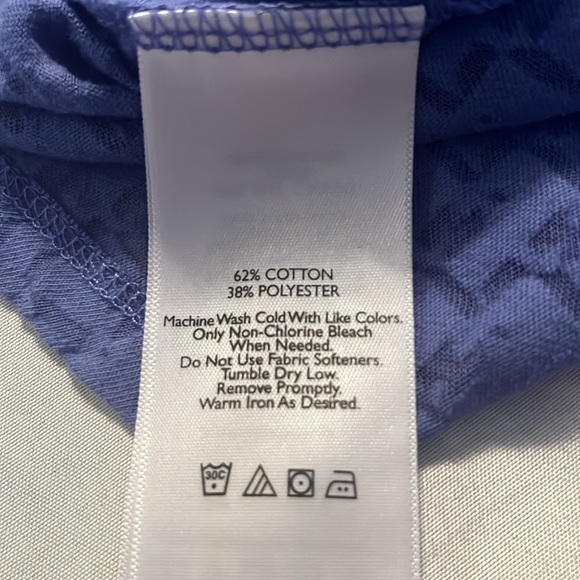 62% COTTON
38% POLYESTER
Machine Wash Cold With Like Colors.
Only Non-Chlorine Bleach
When Needed.
Do Not Use Fabric Softeners.
Tumble Dry Low.
Remove Promptly.
Warm Iron As Desired.
30C